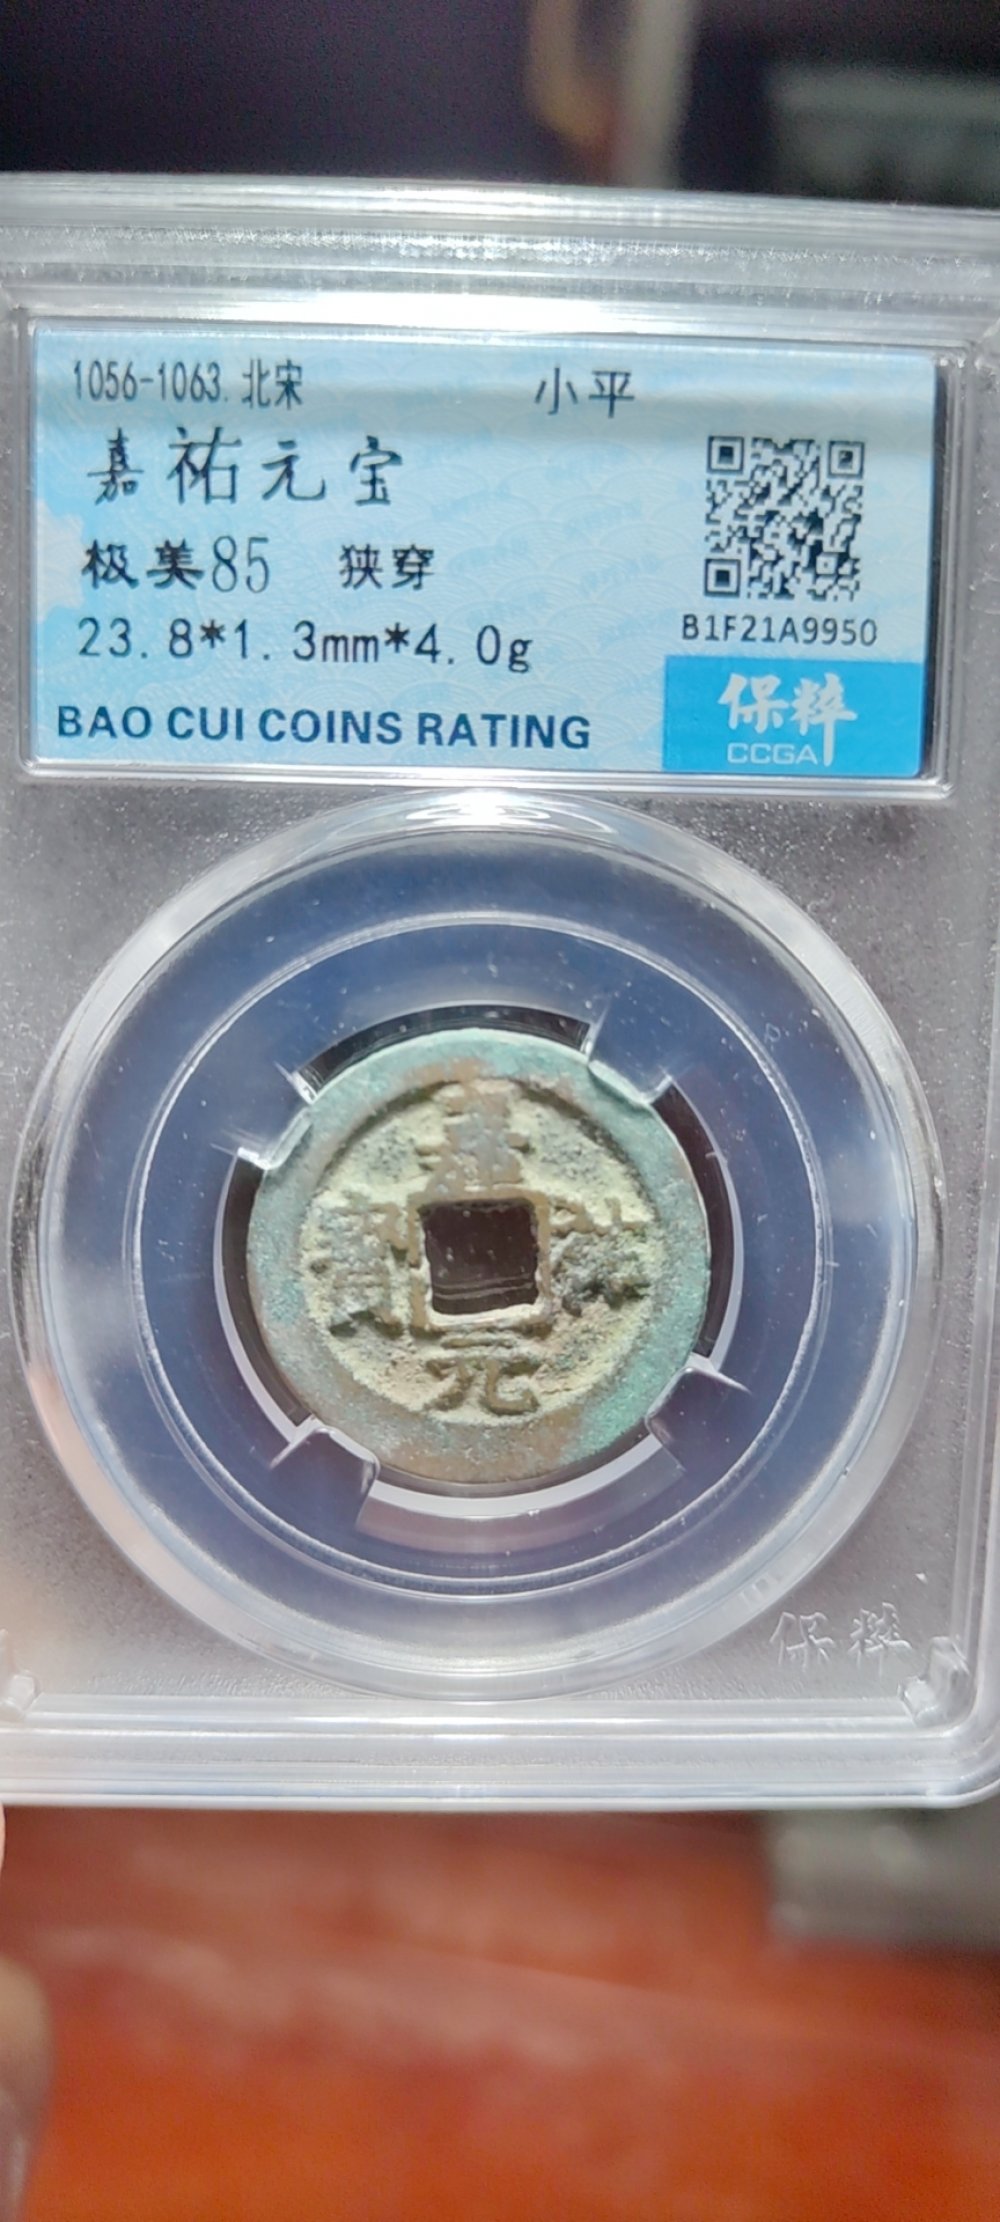 1056-1063.北宋 小平
嘉祐元宝
极美85 狭穿
23.8*1.3mm*4.0g
B1F21A9950
BAO CUI COINS RATING
保粹
CCGA
嘉祐元寳
保粹